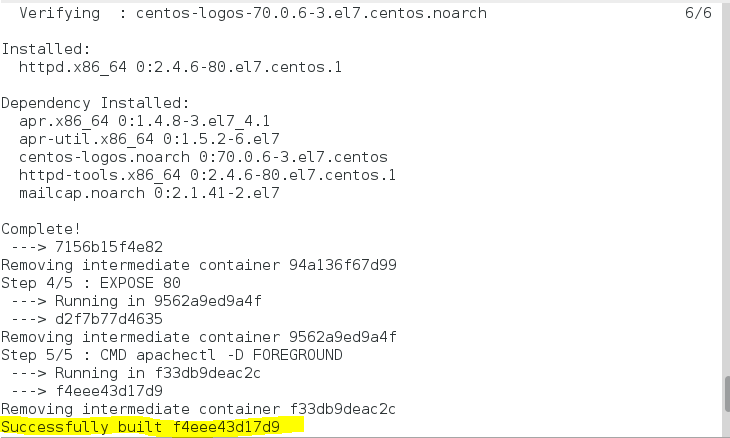 Verifying  : centos-logos-70.0.6-3.el7.centos.noarch 6/6
Installed:
httpd.x86_64 0:2.4.6-80.el7.centos.1
Dependency Installed:
apr.x86_64 0:1.4.8-3.el7_4.1
apr-util.x86_64 0:1.5.2-6.el7
centos-logos.noarch 0:70.0.6-3.el7.centos
httpd-tools.x86_64 0:2.4.6-80.el7.centos.1
mailcap.noarch 0:2.1.41-2.el7
Complete!
---> 7156b15f4e82
Removing intermediate container 94a136f67d99
Step 4/5 : EXPOSE 80
---> Running in 9562a9ed9a4f
---> d2f7b77d4635
Removing intermediate container 9562a9ed9a4f
Step 5/5 : CMD apachectl -D FOREGROUND
---> Running in f33db9deac2c
---> f4eee43d17d9
Removing intermediate container f33db9deac2c
Successfully built f4eee43d17d9